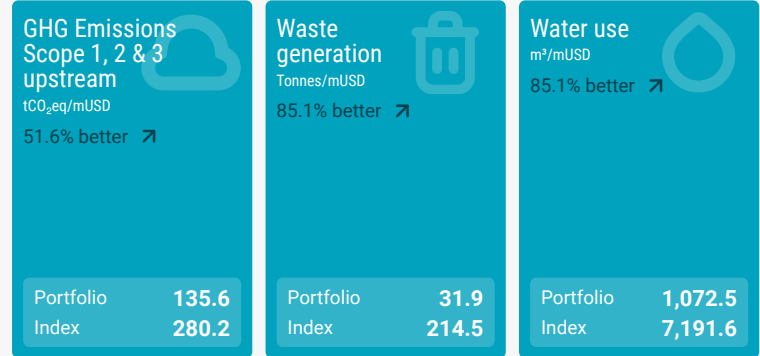 GHG Emissions
Scope 1, 2 & 3
upstream
tCO₂eq/mUSD
51.6% better
Portfolio 135.6
Index 280.2
Waste
generation
Tonnes/mUSD
85.1% better
Portfolio 31.9
Index 214.5
Water use
m³/mUSD
85.1% better
Portfolio 1,072.5
Index 7,191.6